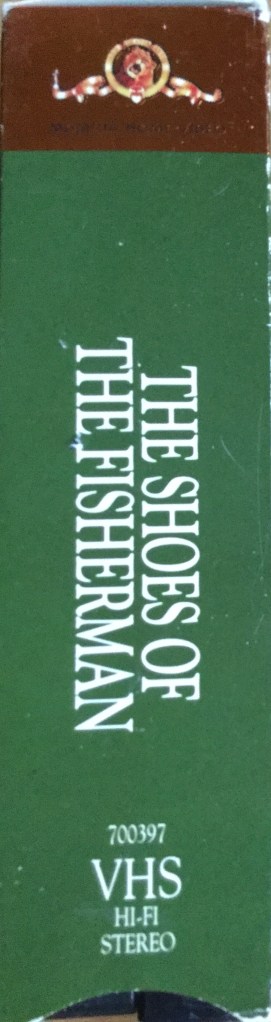 THE SHOES OF
THE FISHERMAN
700397
VHS
HI-FI
STEREO